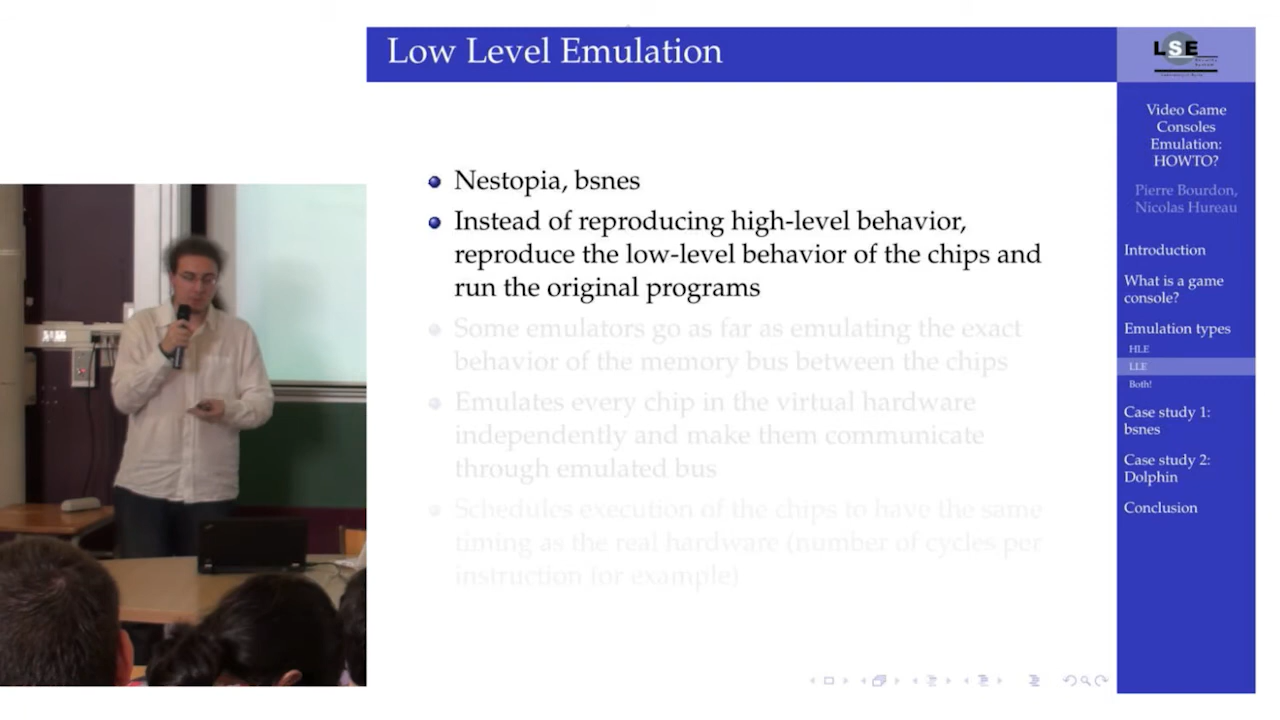 Low Level Emulation
Nestopia, bsnes
Instead of reproducing high-level behavior,
reproduce the low-level behavior of the chips and
run the original programs
Some emulators go as far as emulating the exact
behavior of the memory bus between the chips
Emulates every chip in the virtual hardware
independently and make them communicate
through emulated bus
Schedules execution of the chips to have the same
timing as the real hardware (number of cycles per
instruction for example)
LSE
Video Game
Consoles
Emulation:
HOWTO?
Pierre Bourdon,
Nicolas Hureau
Introduction
What is a game
console?
Emulation types
HLE
LLE
Both!
Case study 1:
bsnes
Case study 2:
Dolphin
Conclusion